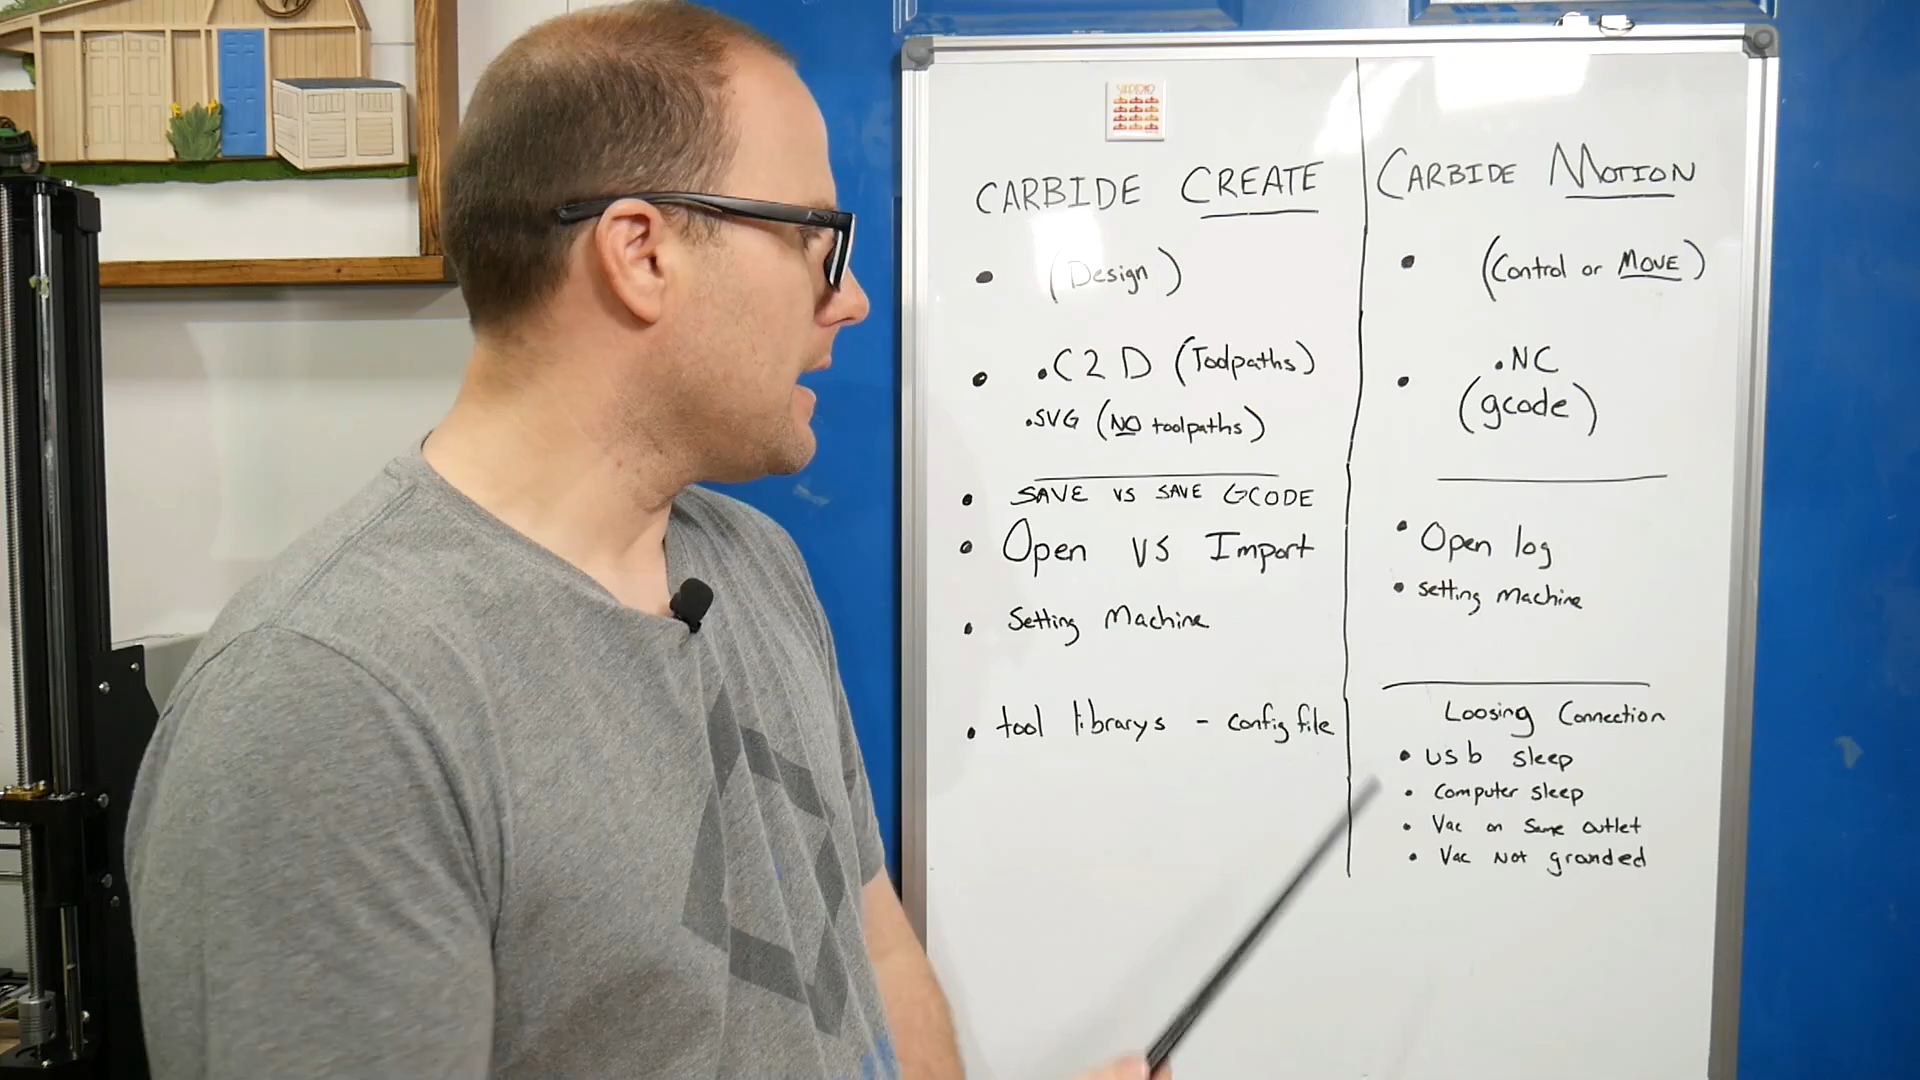 CARBIDE CREATE
• (Design)
• .C2D (Toolpaths)
.SVG (NO toolpaths)
• SAVE VS SAVE GCODE
• Open VS Import
• Setting Machine
• tool librarys - config file
CARBIDE MOTION
• (Control or MOVE)
• .NC
(gcode)
• Open log
• Setting Machine
Loosing Connection
• usb sleep
• Computer sleep
• Vac on Same outlet
• Vac Not grounded